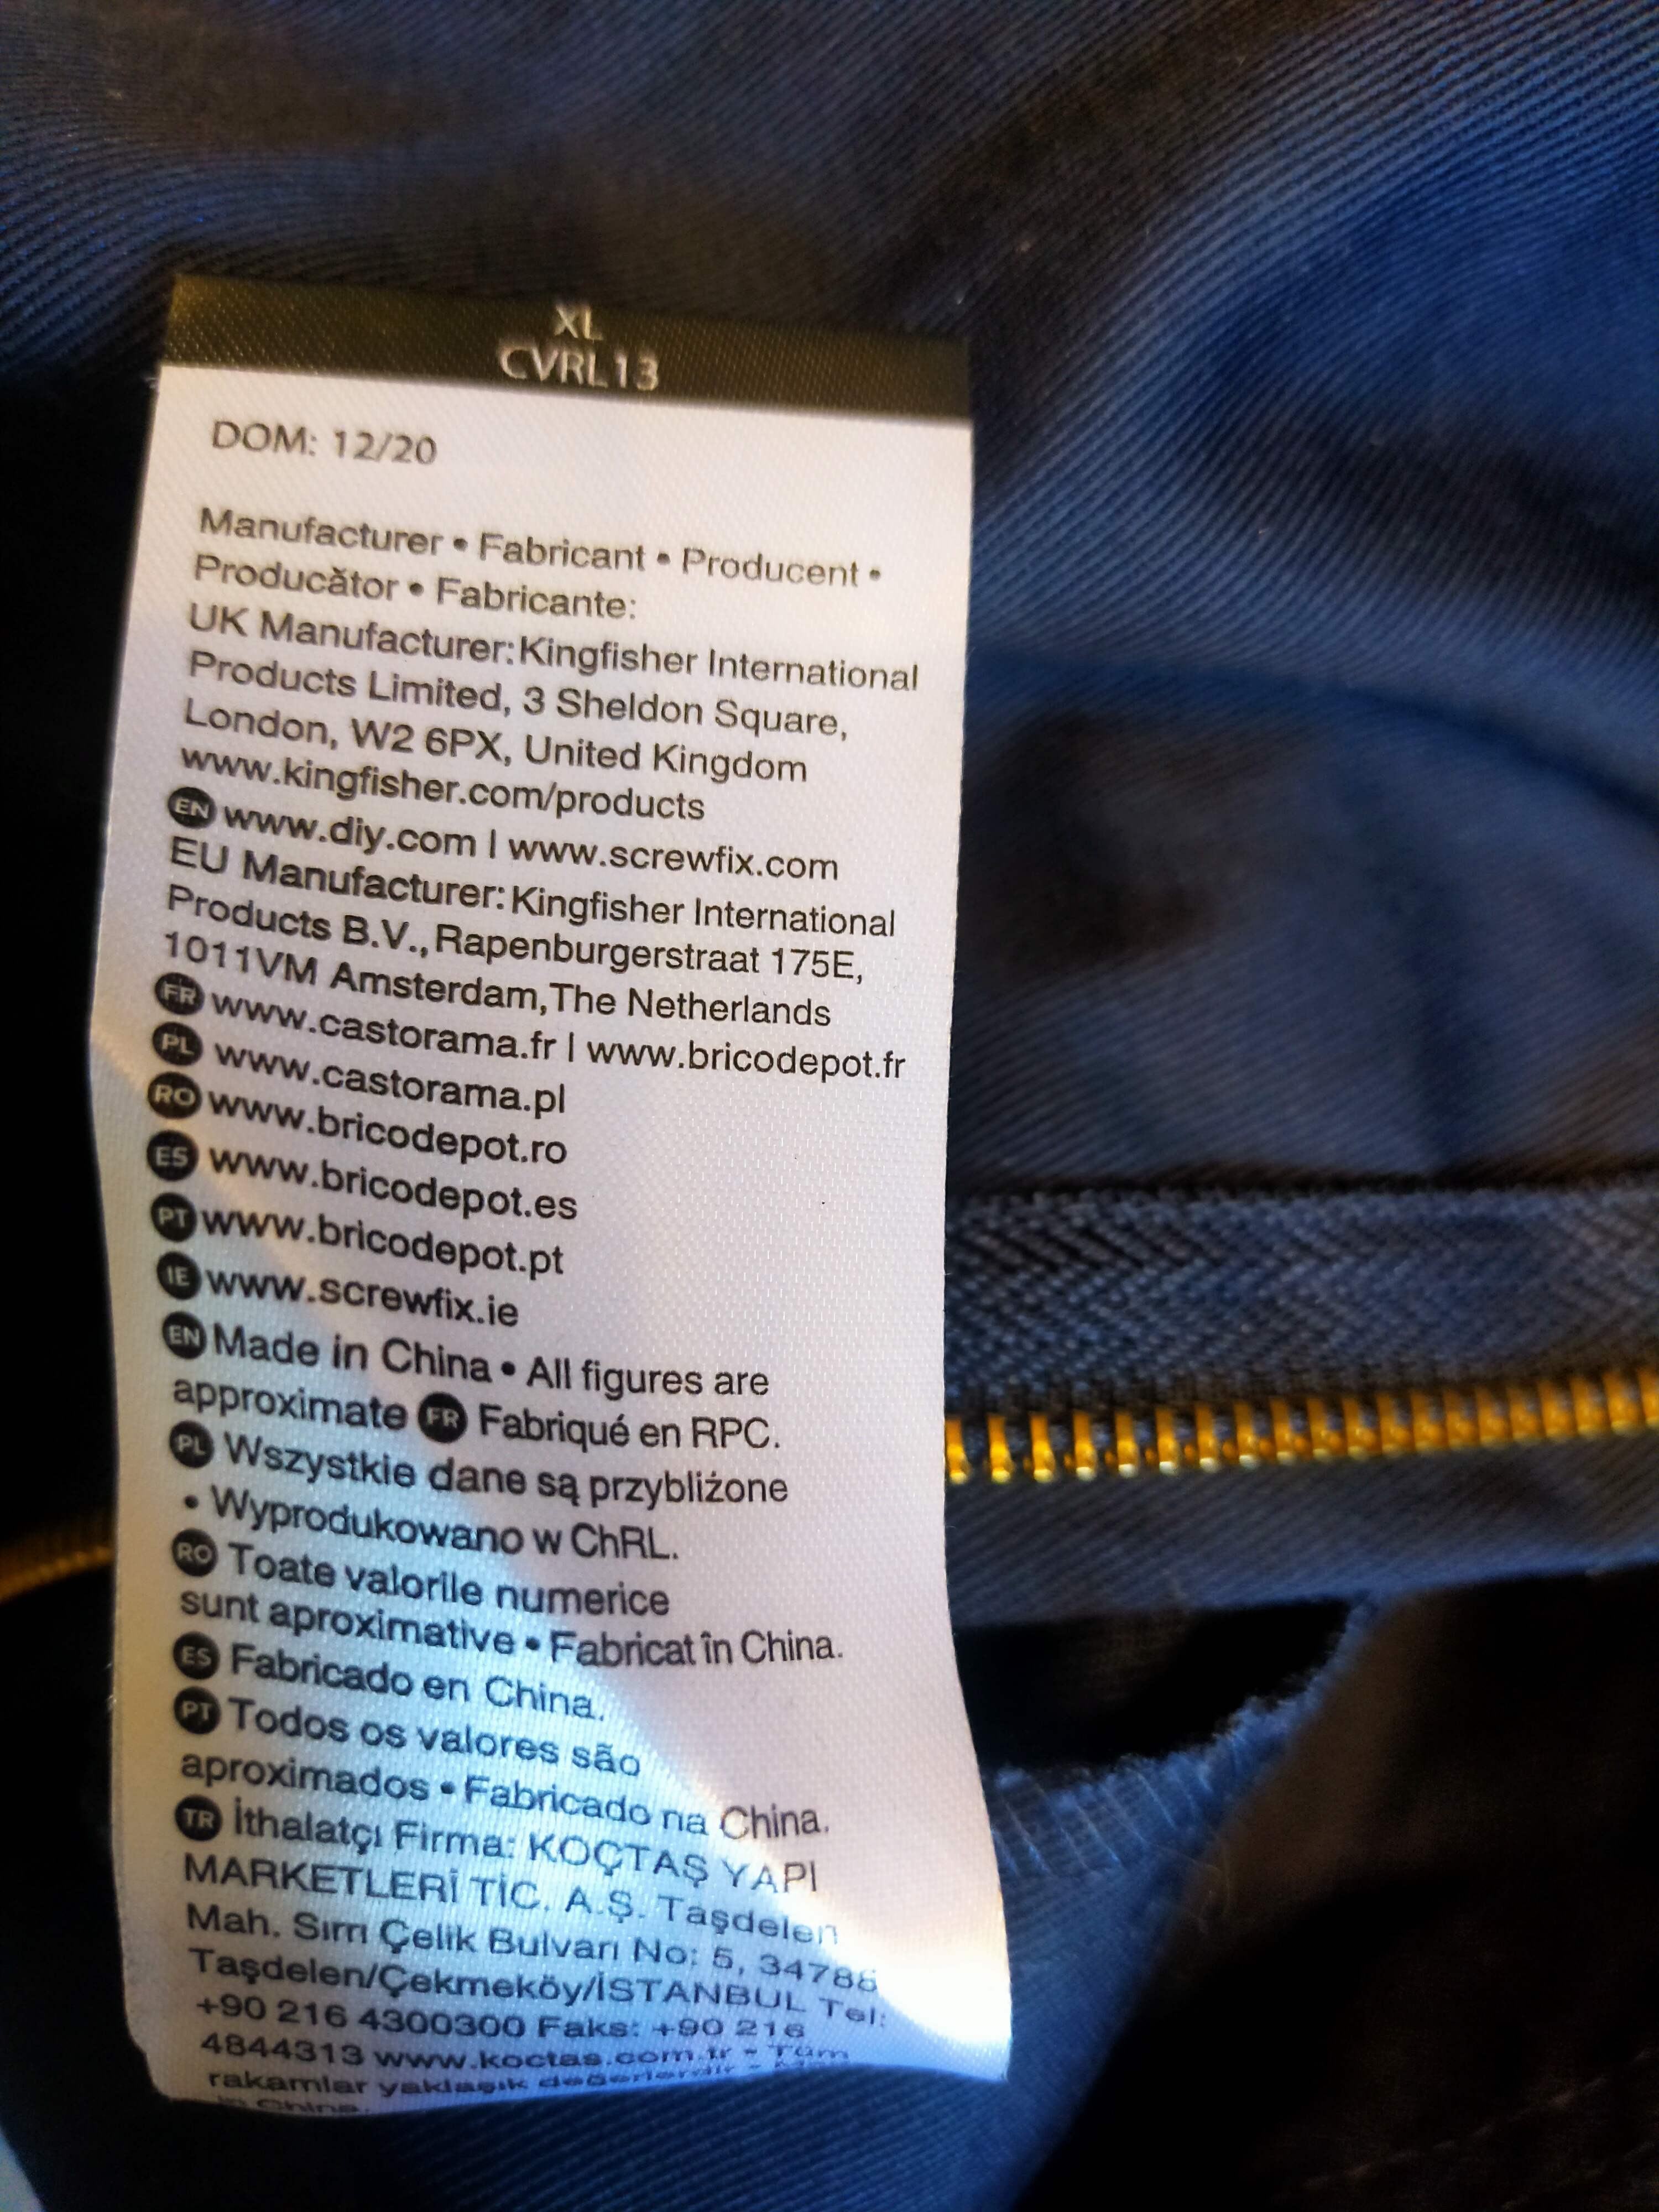 XL
CVRL13
DOM: 12/20
Manufacturer • Fabricant • Producent •
Producător • Fabricante:
UK Manufacturer:Kingfisher International
Products Limited, 3 Sheldon Square,
London, W2 6PX, United Kingdom
www.kingfisher.com/products
EN www.diy.com | www.screwfix.com
EU Manufacturer:Kingfisher International
Products B.V., Rapenburgerstraat 175E,
1011VM Amsterdam,The Netherlands
FR www.castorama.fr | www.bricodepot.fr
PL www.castorama.pl
RO www.bricodepot.ro
ES www.bricodepot.es
PT www.bricodepot.pt
IE www.screwfix.ie
EN Made in China • All figures are
approximate FR Fabriqué en RPC.
PL Wszystkie dane są przybliżone
• Wyprodukowano w ChRL.
RO Toate valorile numerice
sunt aproximative • Fabricat în China.
ES Fabricado en China.
PT Todos os valores são
aproximados • Fabricado na China.
TR İthalatçı Firma: KOÇTAŞ YAPI
MARKETLERİ TİC. A.Ş. Taşdelen
Mah. Sırrı Çelik Bulvarı No: 5, 34788
Taşdelen/Çekmeköy/İSTANBUL Tel:
+90 216 4300300 Faks: +90 216
4844313 www.koctas.com.tr - Tüm
rakamlar yaklaşık değerlerdir -
in China.